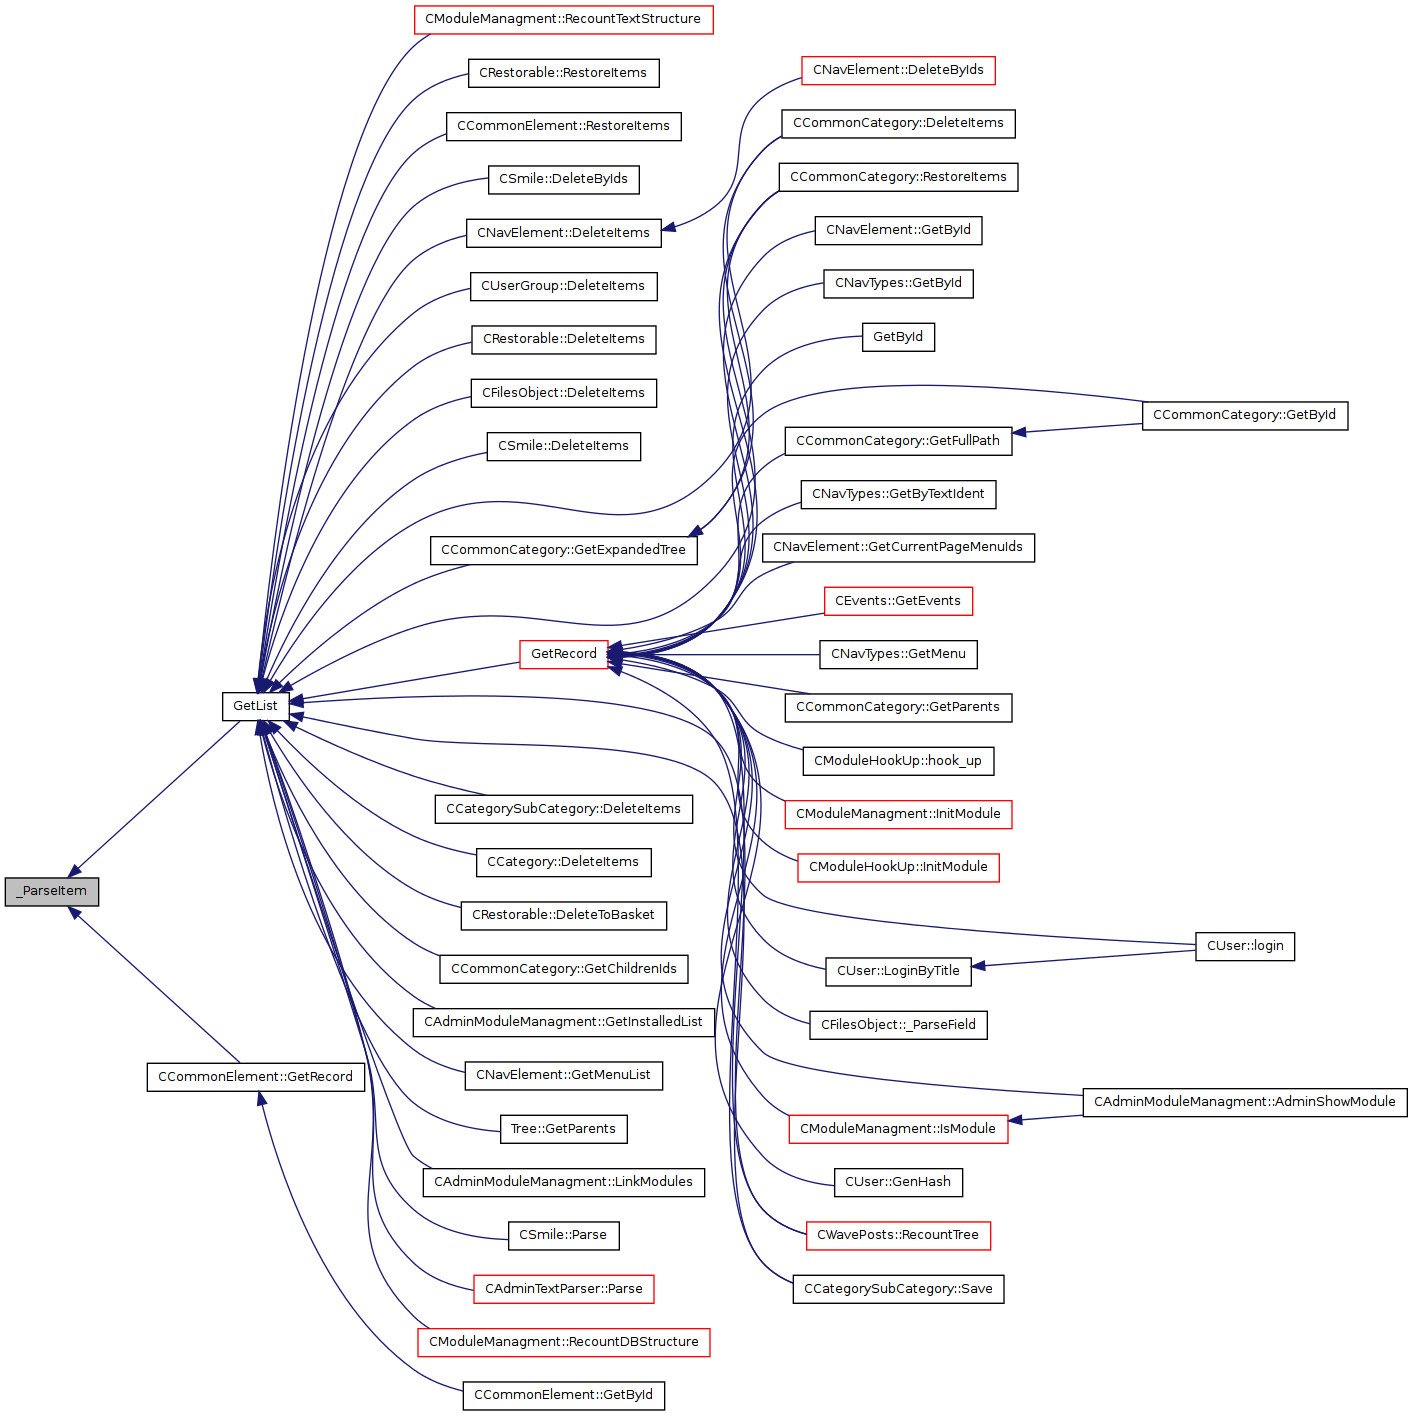 _ParseItem
GetList
CCommonElement::GetRecord
CModuleManagment::RecountTextStructure
CRestorable::RestoreItems
CCommonElement::RestoreItems
CSmile::DeleteByIds
CNavElement::DeleteItems
CUserGroup::DeleteItems
CRestorable::DeleteItems
CFilesObject::DeleteItems
CSmile::DeleteItems
CCommonCategory::GetExpandedTree
GetRecord
CCategorySubCategory::DeleteItems
CCategory::DeleteItems
CRestorable::DeleteToBasket
CCommonCategory::GetChildrenIds
CAdminModuleManagment::GetInstalledList
CNavElement::GetMenuList
Tree::GetParents
CAdminModuleManagment::LinkModules
CSmile::Parse
CAdminTextParser::Parse
CModuleManagment::RecountDBStructure
CCommonElement::GetById
CNavElement::DeleteByIds
CCommonCategory::DeleteItems
CCommonCategory::RestoreItems
CNavElement::GetById
CNavTypes::GetById
GetById
CCommonCategory::GetFullPath
CNavTypes::GetByTextIdent
CNavElement::GetCurrentPageMenuIds
CEvents::GetEvents
CNavTypes::GetMenu
CCommonCategory::GetParents
CModuleHookUp::hook_up
CModuleManagment::InitModule
CModuleHookUp::InitModule
CUser::LoginByTitle
CFilesObject::_ParseField
CModuleManagment::IsModule
CUser::GenHash
CWavePosts::RecountTree
CCategorySubCategory::Save
CCommonCategory::GetById
CUser::login
CAdminModuleManagment::AdminShowModule